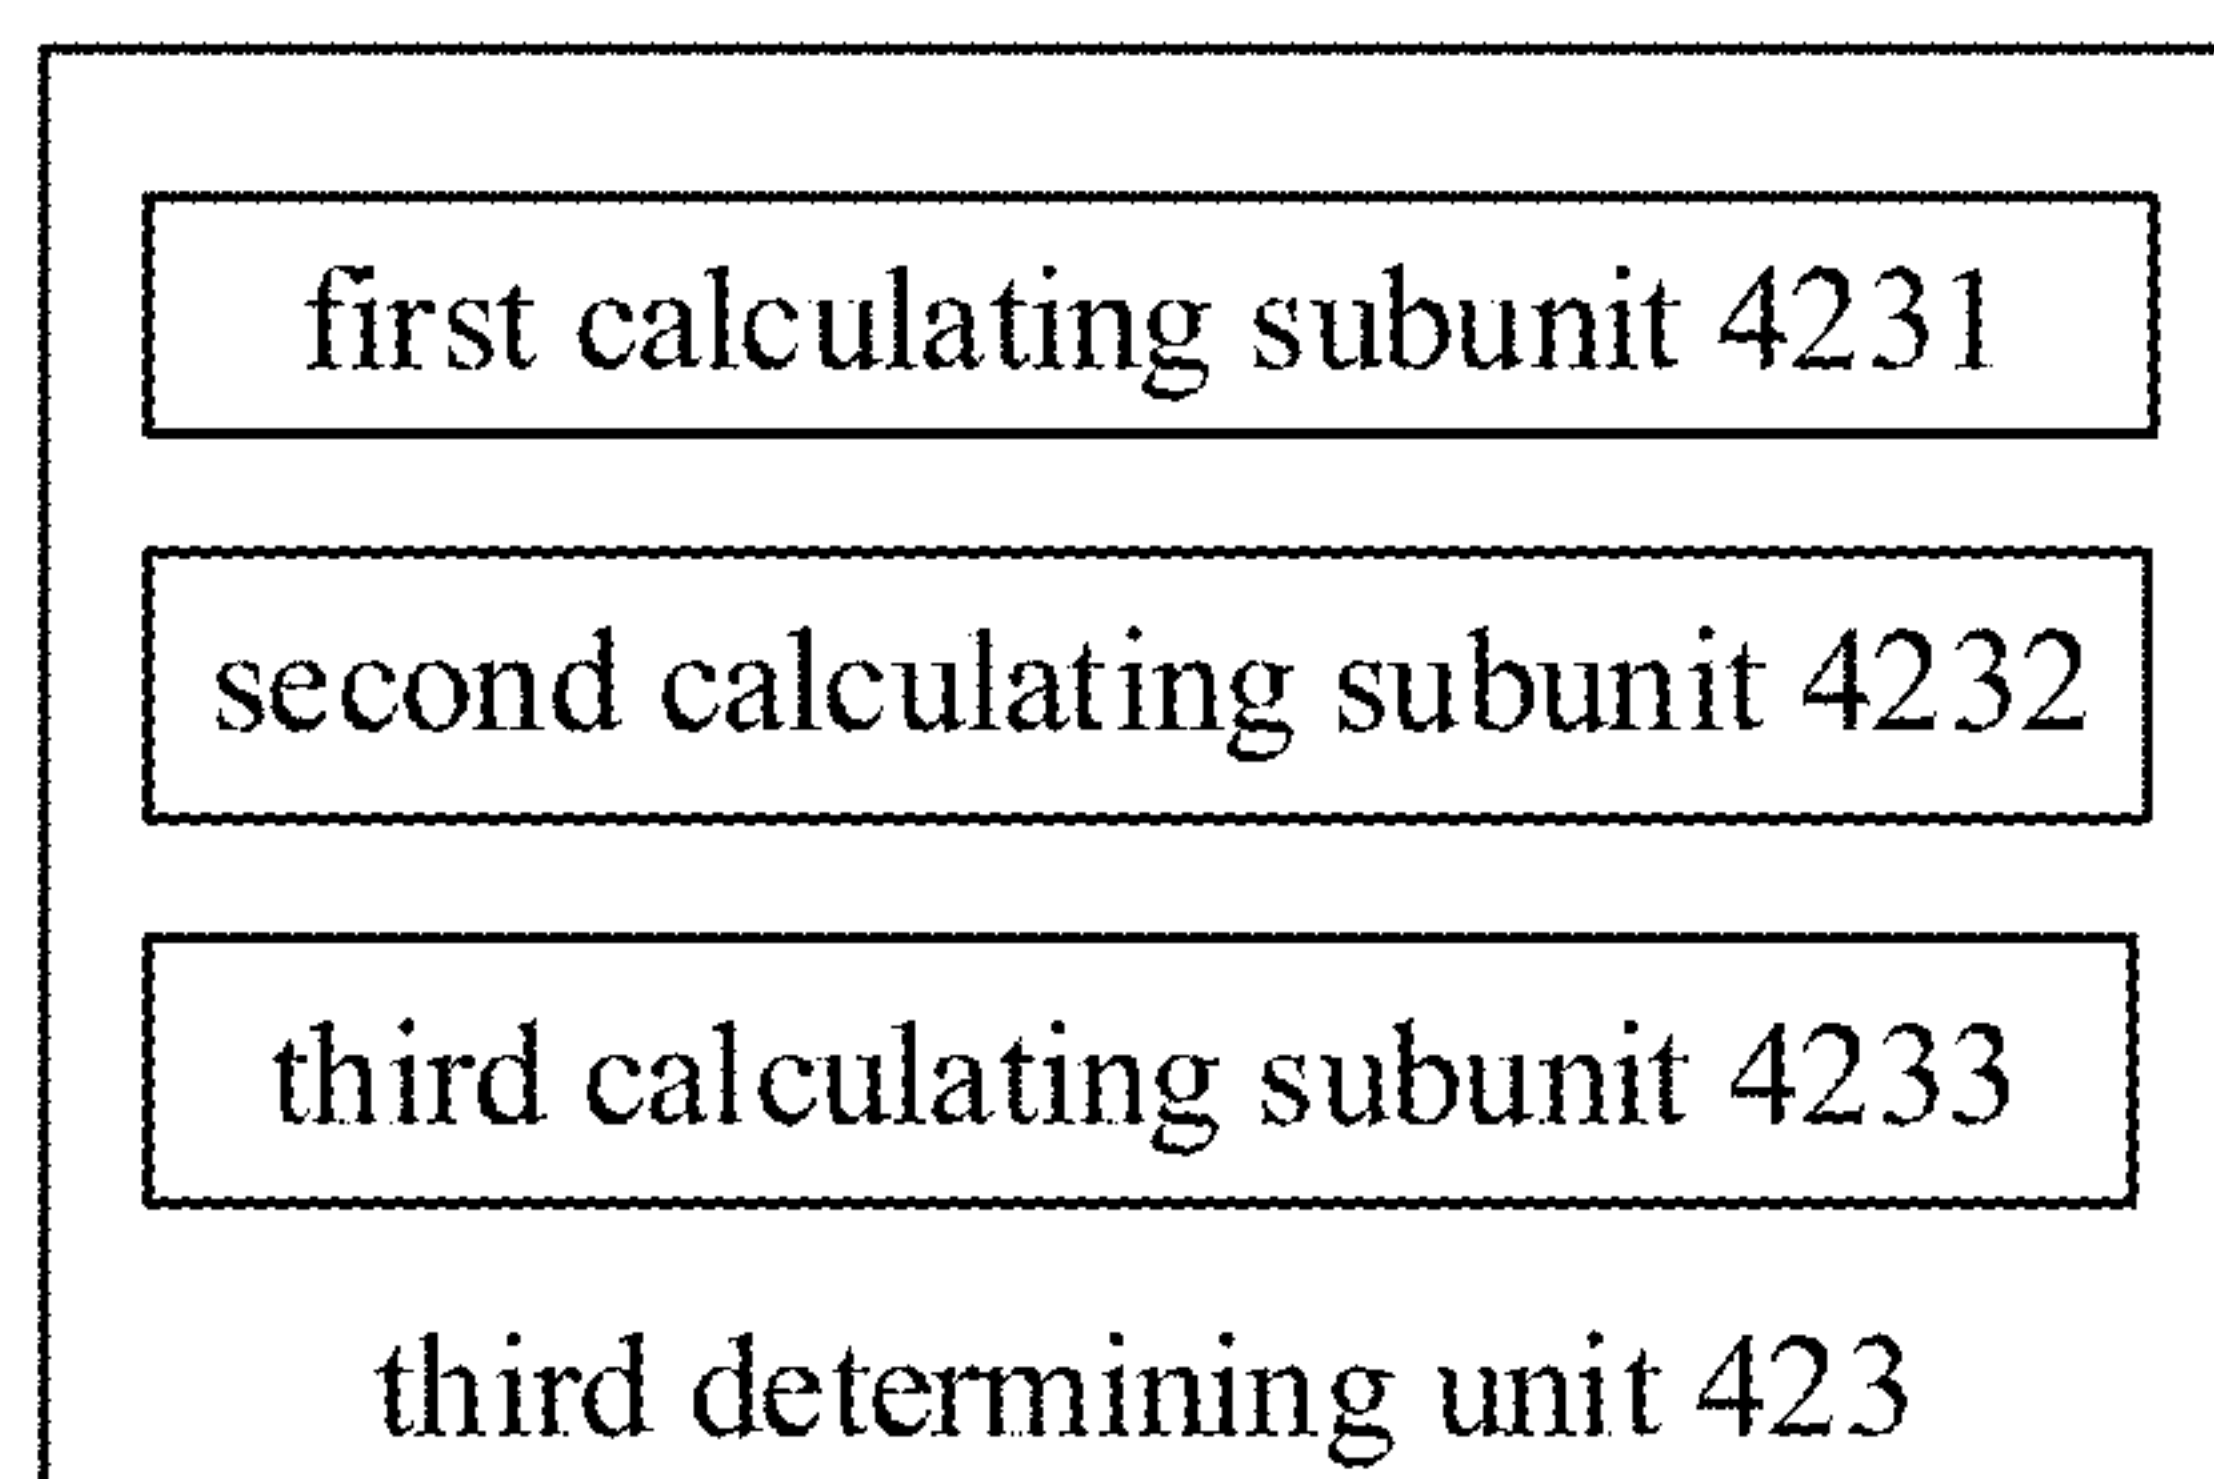 first calculating subunit 4231
second calculating subunit 4232
third calculating subunit 4233
third determining unit 423